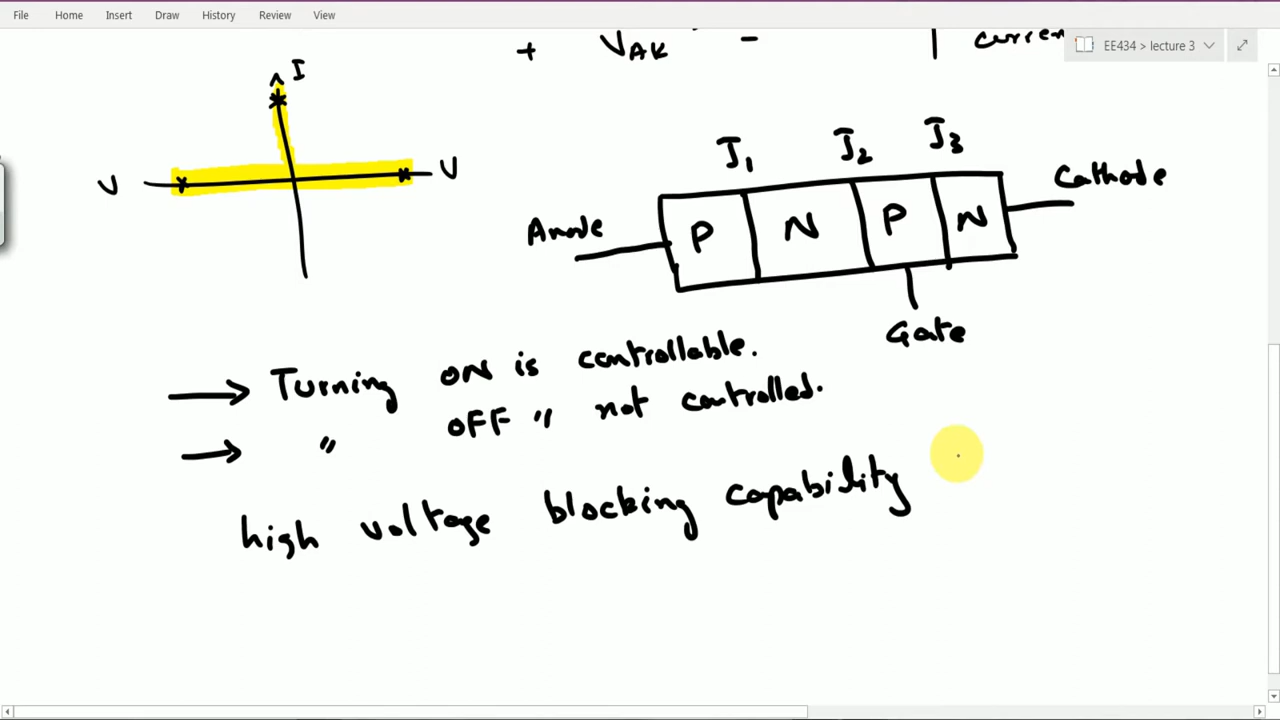 File Home Insert Draw History Review View
EE434 > lecture 3
+ VAK -
curren
I
V V
J1 J2 J3
Anode P N P N Cathode
Gate
→ Turning ON is controllable.
→ " OFF " not controlled.
high voltage blocking capability